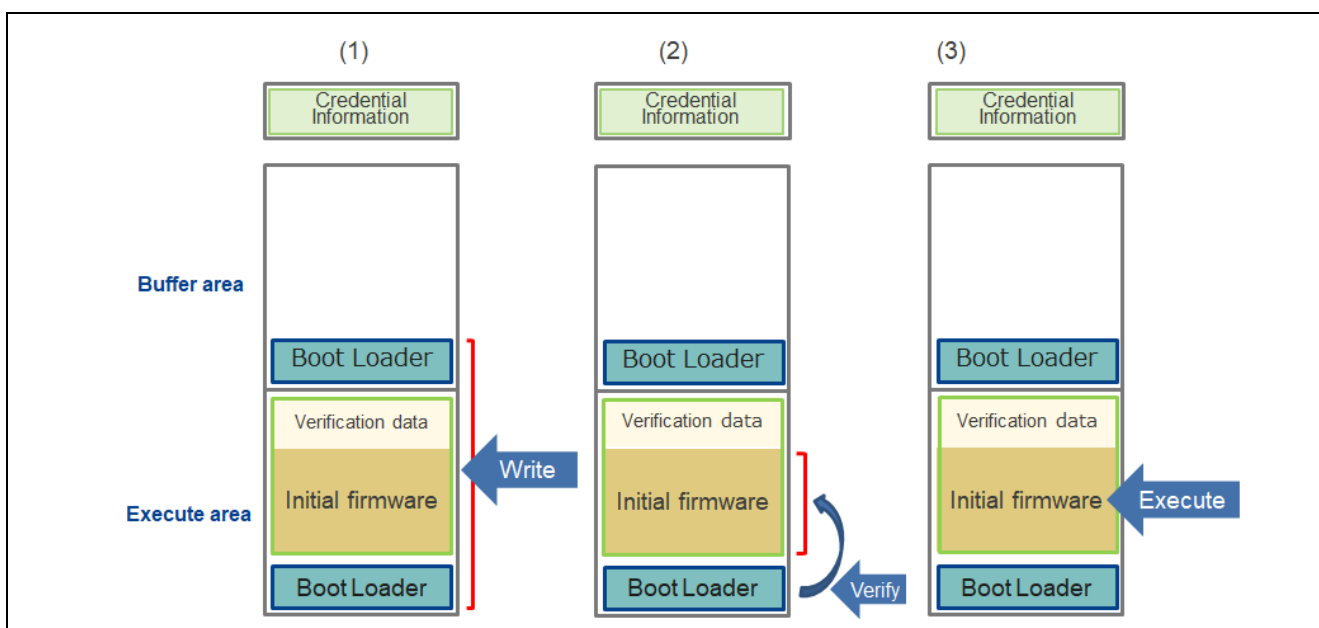 (1)
(2)
(3)
Credential
Information
Credential
Information
Credential
Information
Buffer area
Boot Loader
Boot Loader
Boot Loader
Verification data
Verification data
Verification data
Write
Execute area
Initial firmware
Initial firmware
Initial firmware
Execute
Boot Loader
Boot Loader
Verify
Boot Loader